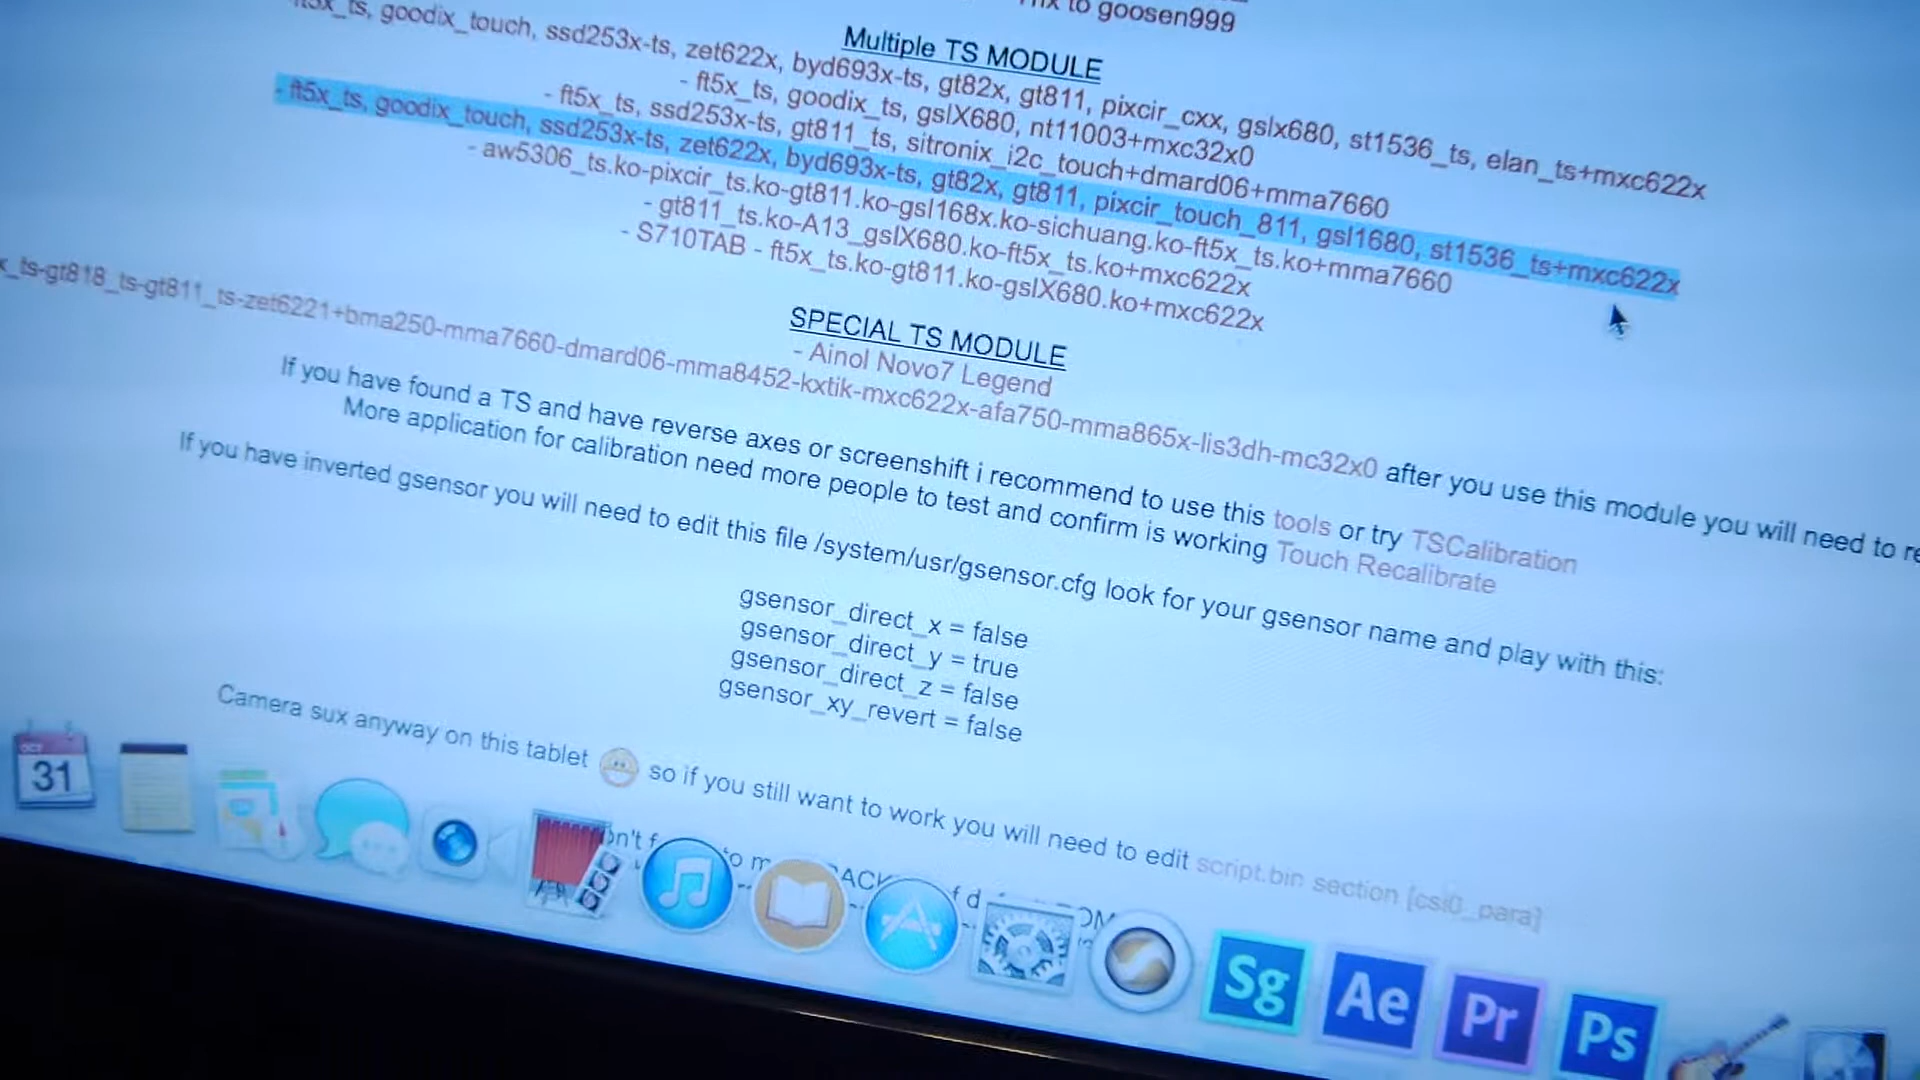 to goosen999
Multiple TS MODULE
goodix_touch, ssd253x-ts, zet622x, byd693x-ts, gt82x, gt811, pixcir_cxx, gslx680, st1536_ts, elan_ts+mxc622x
- ft5x_ts, goodix_ts, gslX680, nt11003+mxc32x0
- ft5x_ts, ssd253x-ts, gt811_ts, sitronix_i2c_touch+dmard06+mma7660
- ft5x_ts, goodix_touch, ssd253x-ts, zet622x, byd693x-ts, gt82x, gt811, pixcir_touch_811, gsl1680, st1536_ts+mxc622x
- aw5306_ts.ko-pixcir_ts.ko-gt811.ko-gsl168x.ko-sichuang.ko-ft5x_ts.ko+mma7660
- gt811_ts.ko-A13_gslX680.ko-ft5x_ts.ko+mxc622x
- S710TAB - ft5x_ts.ko-gt811.ko-gslX680.ko+mxc622x
SPECIAL TS MODULE
- Ainol Novo7 Legend
x_ts-gt818_ts-gt811_ts-zet6221+bma250-mma7660-dmard06-mma8452-kxtik-mxc622x-afa750-mma865x-lis3dh-mc32x0 after you use this module you will need to re
If you have found a TS and have reverse axes or screenshift i recommend to use this tools or try TSCalibration
More application for calibration need more people to test and confirm is working Touch Recalibrate
If you have inverted gsensor you will need to edit this file /system/usr/gsensor.cfg look for your gsensor name and play with this:
gsensor_direct_x = false
gsensor_direct_y = true
gsensor_direct_z = false
gsensor_xy_revert = false
Camera sux anyway on this tablet so if you still want to work you will need to edit script.bin section [csi0_para]
OCT
31
Sg
Ae
Pr
Ps